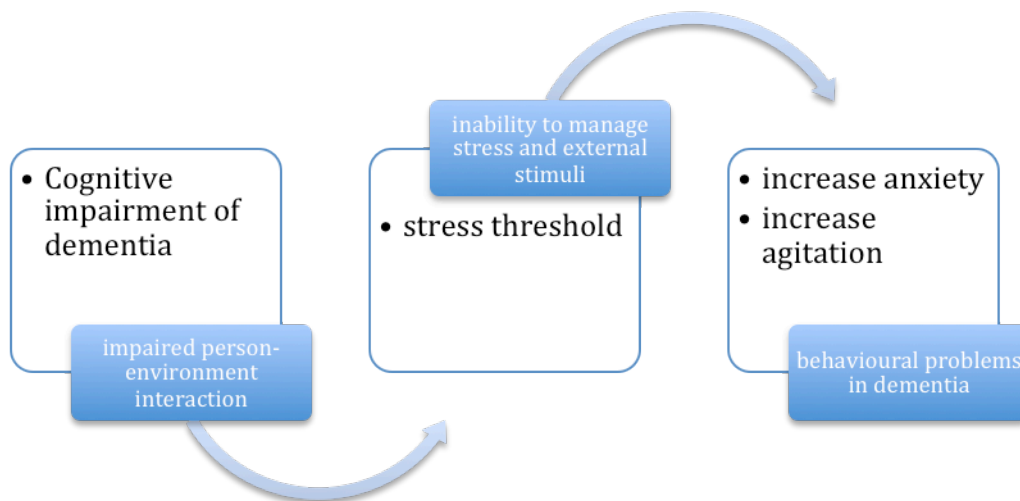 • Cognitive
impairment of
dementia
impaired person-
environment
interaction
inability to manage
stress and external
stimuli
• stress threshold
• increase anxiety
• increase
agitation
behavioural problems
in dementia